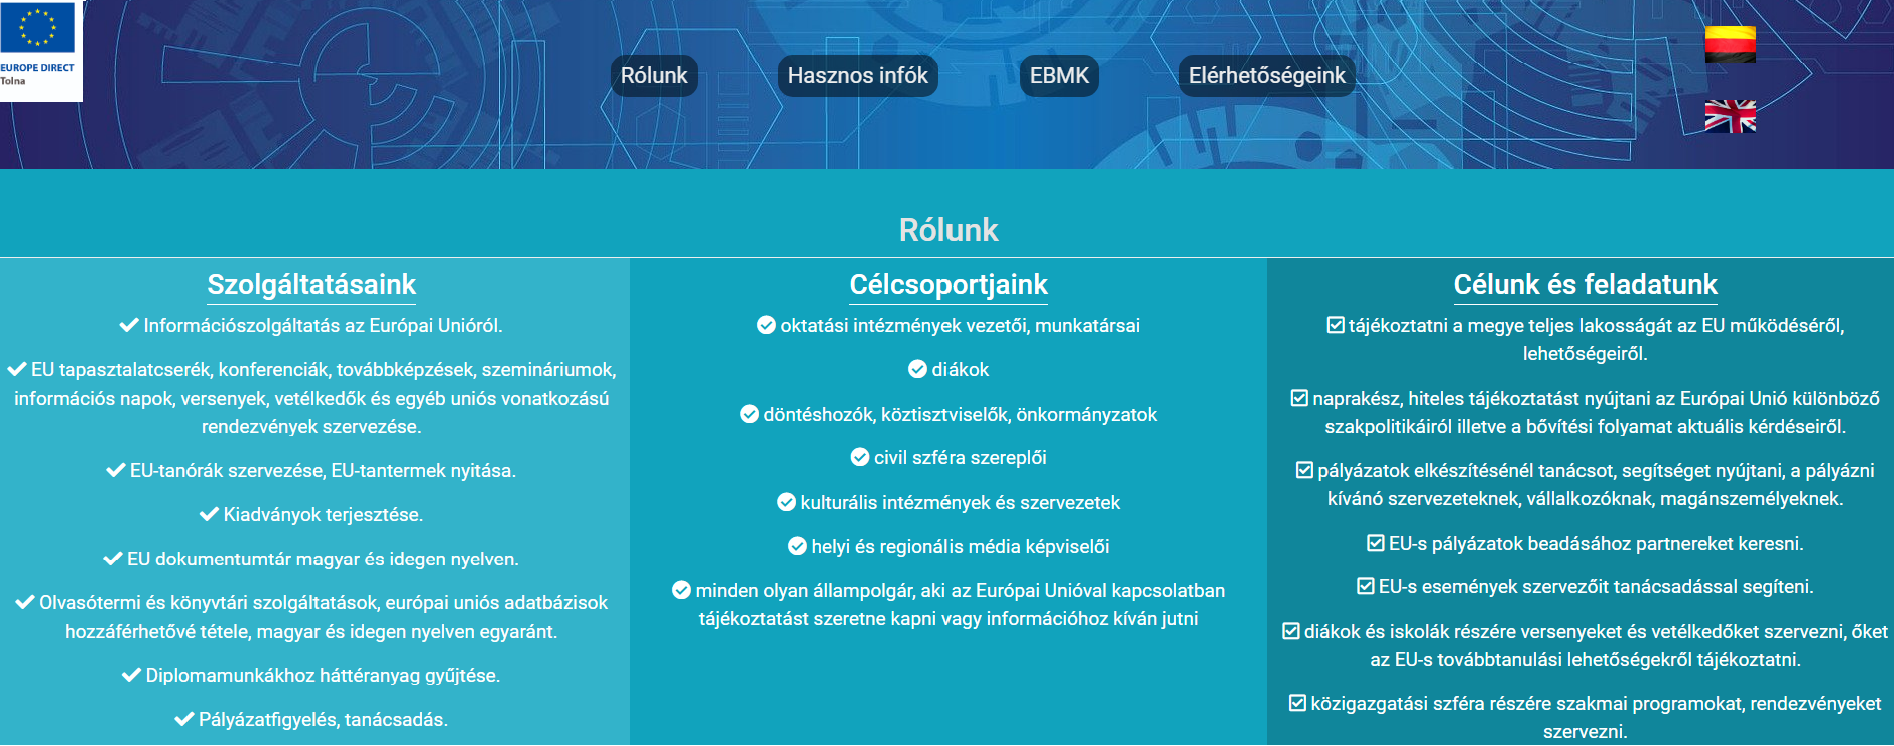 EUROPE DIRECT
Tolna
Rólunk
Hasznos infók
EBMK
Elérhetőségeink
Rólunk
Szolgáltatásaink
Információszolgáltatás az Európai Unióról.
EU tapasztalatcserék, konferenciák, továbbképzések, szemináriumok,
információs napok, versenyek, vetélkedők és egyéb uniós vonatkozású
rendezvények szervezése.
EU-tanórák szervezése, EU-tantermek nyitása.
Kiadványok terjesztése.
EU dokumentumtár magyar és idegen nyelven.
Olvasótermi és könyvtári szolgáltatások, európai uniós adatbázisok
hozzáférhetővé tétele, magyar és idegen nyelven egyaránt.
Diplomamunkákhoz háttéranyag gyűjtése.
Pályázatfigyelés, tanácsadás.
Célcsoportjaink
oktatási intézmények vezetői, munkatársai
diákok
döntéshozók, köztisztviselők, önkormányzatok
civil szféra szereplői
kulturális intézmények és szervezetek
helyi és regionális média képviselői
minden olyan állampolgár, aki az Európai Unióval kapcsolatban
tájékoztatást szeretne kapni vagy információhoz kíván jutni
Célunk és feladatunk
tájékoztatni a megye teljes lakosságát az EU működéséről,
lehetőségeiről.
naprakész, hiteles tájékoztatást nyújtani az Európai Unió különböző
szakpolitikáiról illetve a bővítési folyamat aktuális kérdéseiről.
pályázatok elkészítésénél tanácsot, segítséget nyújtani, a pályázni
kívánó szervezeteknek, vállalkozóknak, magánszemélyeknek.
EU-s pályázatok beadásához partnereket keresni.
EU-s események szervezőit tanácsadással segíteni.
diákok és iskolák részére versenyeket és vetélkedőket szervezni, őket
az EU-s továbbtanulási lehetőségekről tájékoztatni.
közigazgatási szféra részére szakmai programokat, rendezvényeket
szervezni.